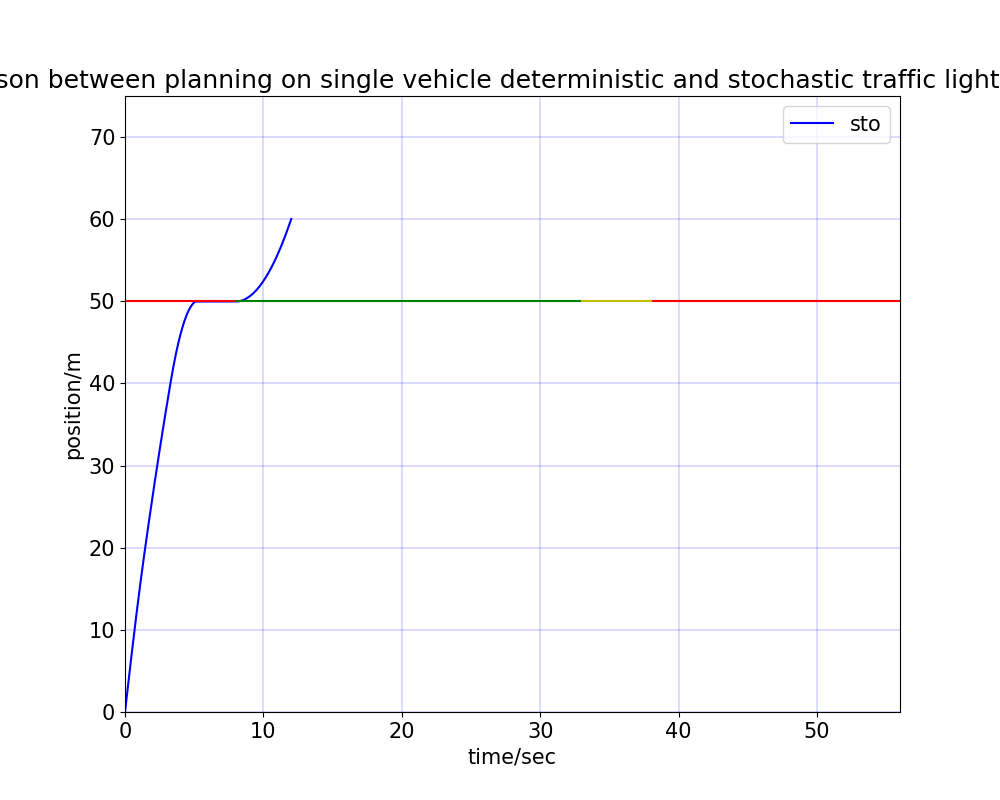 son between planning on single vehicle deterministic and stochastic traffic light
sto
70
60
50
40
30
20
10
0
position/m
0 10 20 30 40 50
time/sec